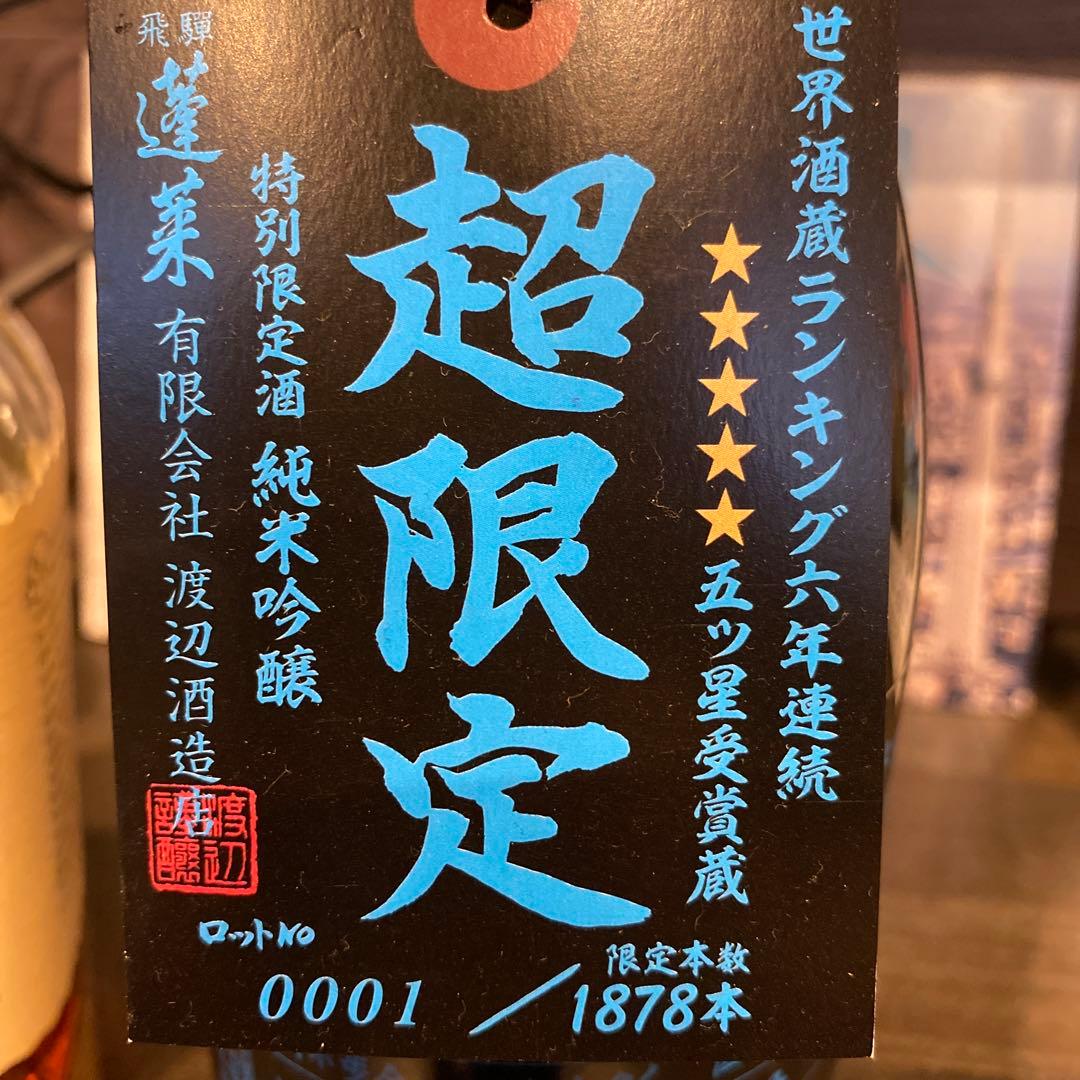 世界酒蔵ランキング六年連続
★★★★★五ツ星受賞蔵
超限定
特別限定酒 純米吟醸
飛騨
蓬莱 有限会社 渡辺酒造店
渡辺
謹醸
ロットNo
0001
限定本数
1878本